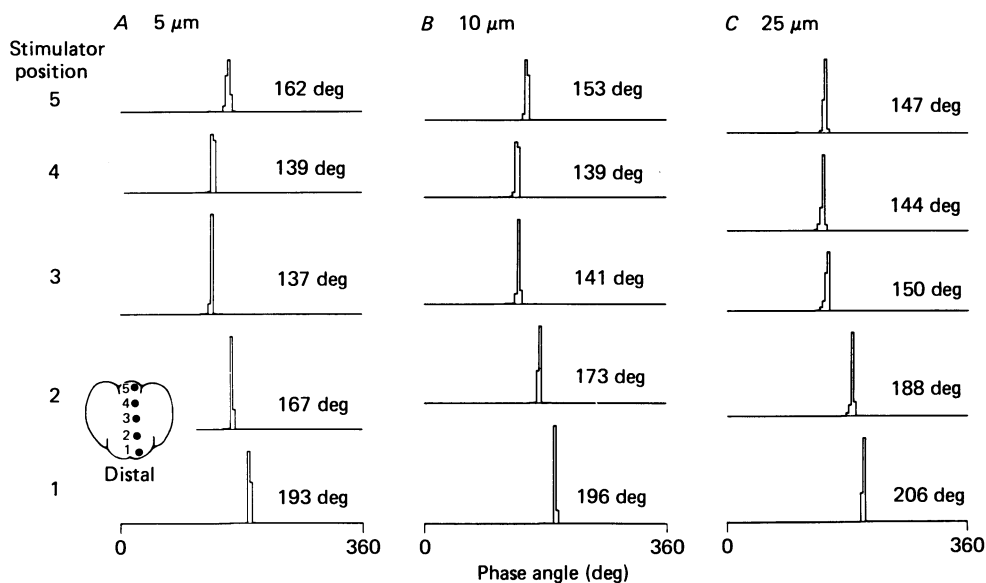 A 5 μm
B 10 μm
C 25 μm
Stimulator
position
5
162 deg
153 deg
147 deg
4
139 deg
139 deg
144 deg
3
137 deg
141 deg
150 deg
2
167 deg
173 deg
188 deg
5
4
3
2
1
Distal
1
193 deg
196 deg
206 deg
0
360
0
360
0
360
Phase angle (deg)